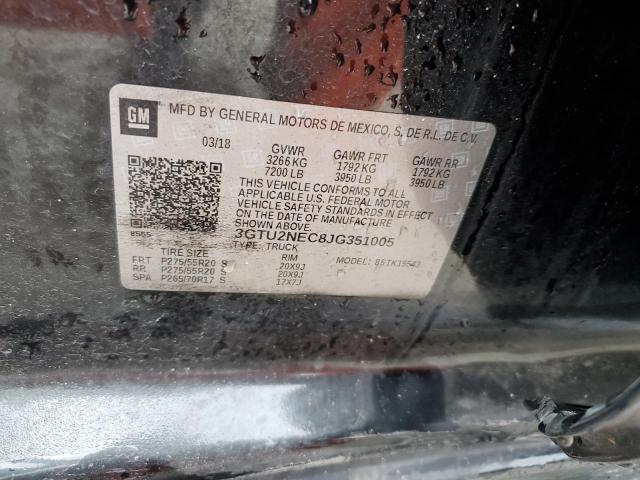 GM
MFD BY GENERAL MOTORS DE MEXICO, S, DE R.L. DE C.V.
03/18
GVWR GAWR FRT GAWR RR
3266 KG 1792 KG 1792 KG
7200 LB 3950 LB 3950 LB
THIS VEHICLE CONFORMS TO ALL
APPLICABLE U.S. FEDERAL MOTOR
VEHICLE SAFETY STANDARDS IN EFFECT
ON THE DATE OF MANUFACTURE
SHOWN ABOVE.
8565
3GTU2NEC8JG351005
TYPE: TRUCK
TIRE SIZE RIM MODEL:
FRT P275/55R20 S 20X9J
RR P275/55R20 S 20X9J
SPA P265/70R17 S 17X7J